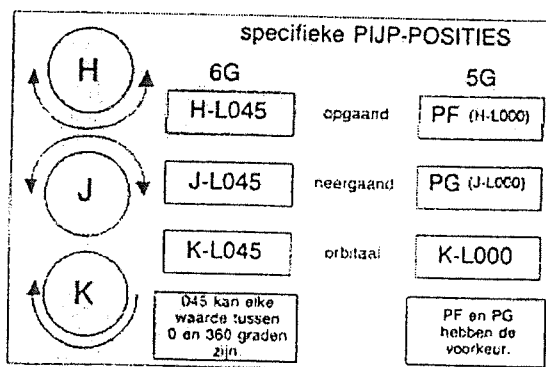 specifieke PIJP-POSITIES
6G 5G
H
H-L045 opgaand PF (H-L000)
J
J-L045 neergaand PG (J-L000)
K-L045 orbitaal K-L000
K
045 kan elke
waarde tussen
0 en 360 graden
zijn.
PF en PG
hebben de
voorkeur.